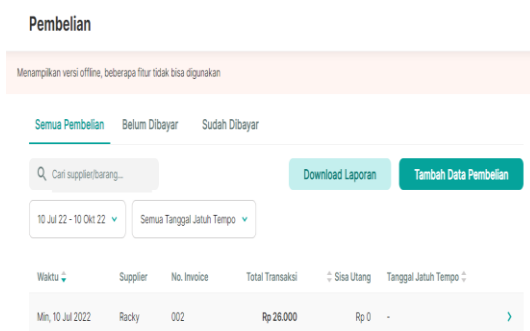 Pembelian
Menampilkan versi offline, beberapa fitur tidak bisa digunakan
Semua Pembelian Belum Dibayar Sudah Dibayar
Cari supplier/barang... Download Laporan Tambah Data Pembelian
10 Jul 22 - 10 Okt 22 Semua Tanggal Jatuh Tempo
Waktu Supplier No. Invoice Total Transaksi Sisa Utang Tanggal Jatuh Tempo
Min, 10 Jul 2022 Racky 002 Rp 26.000 Rp 0 -